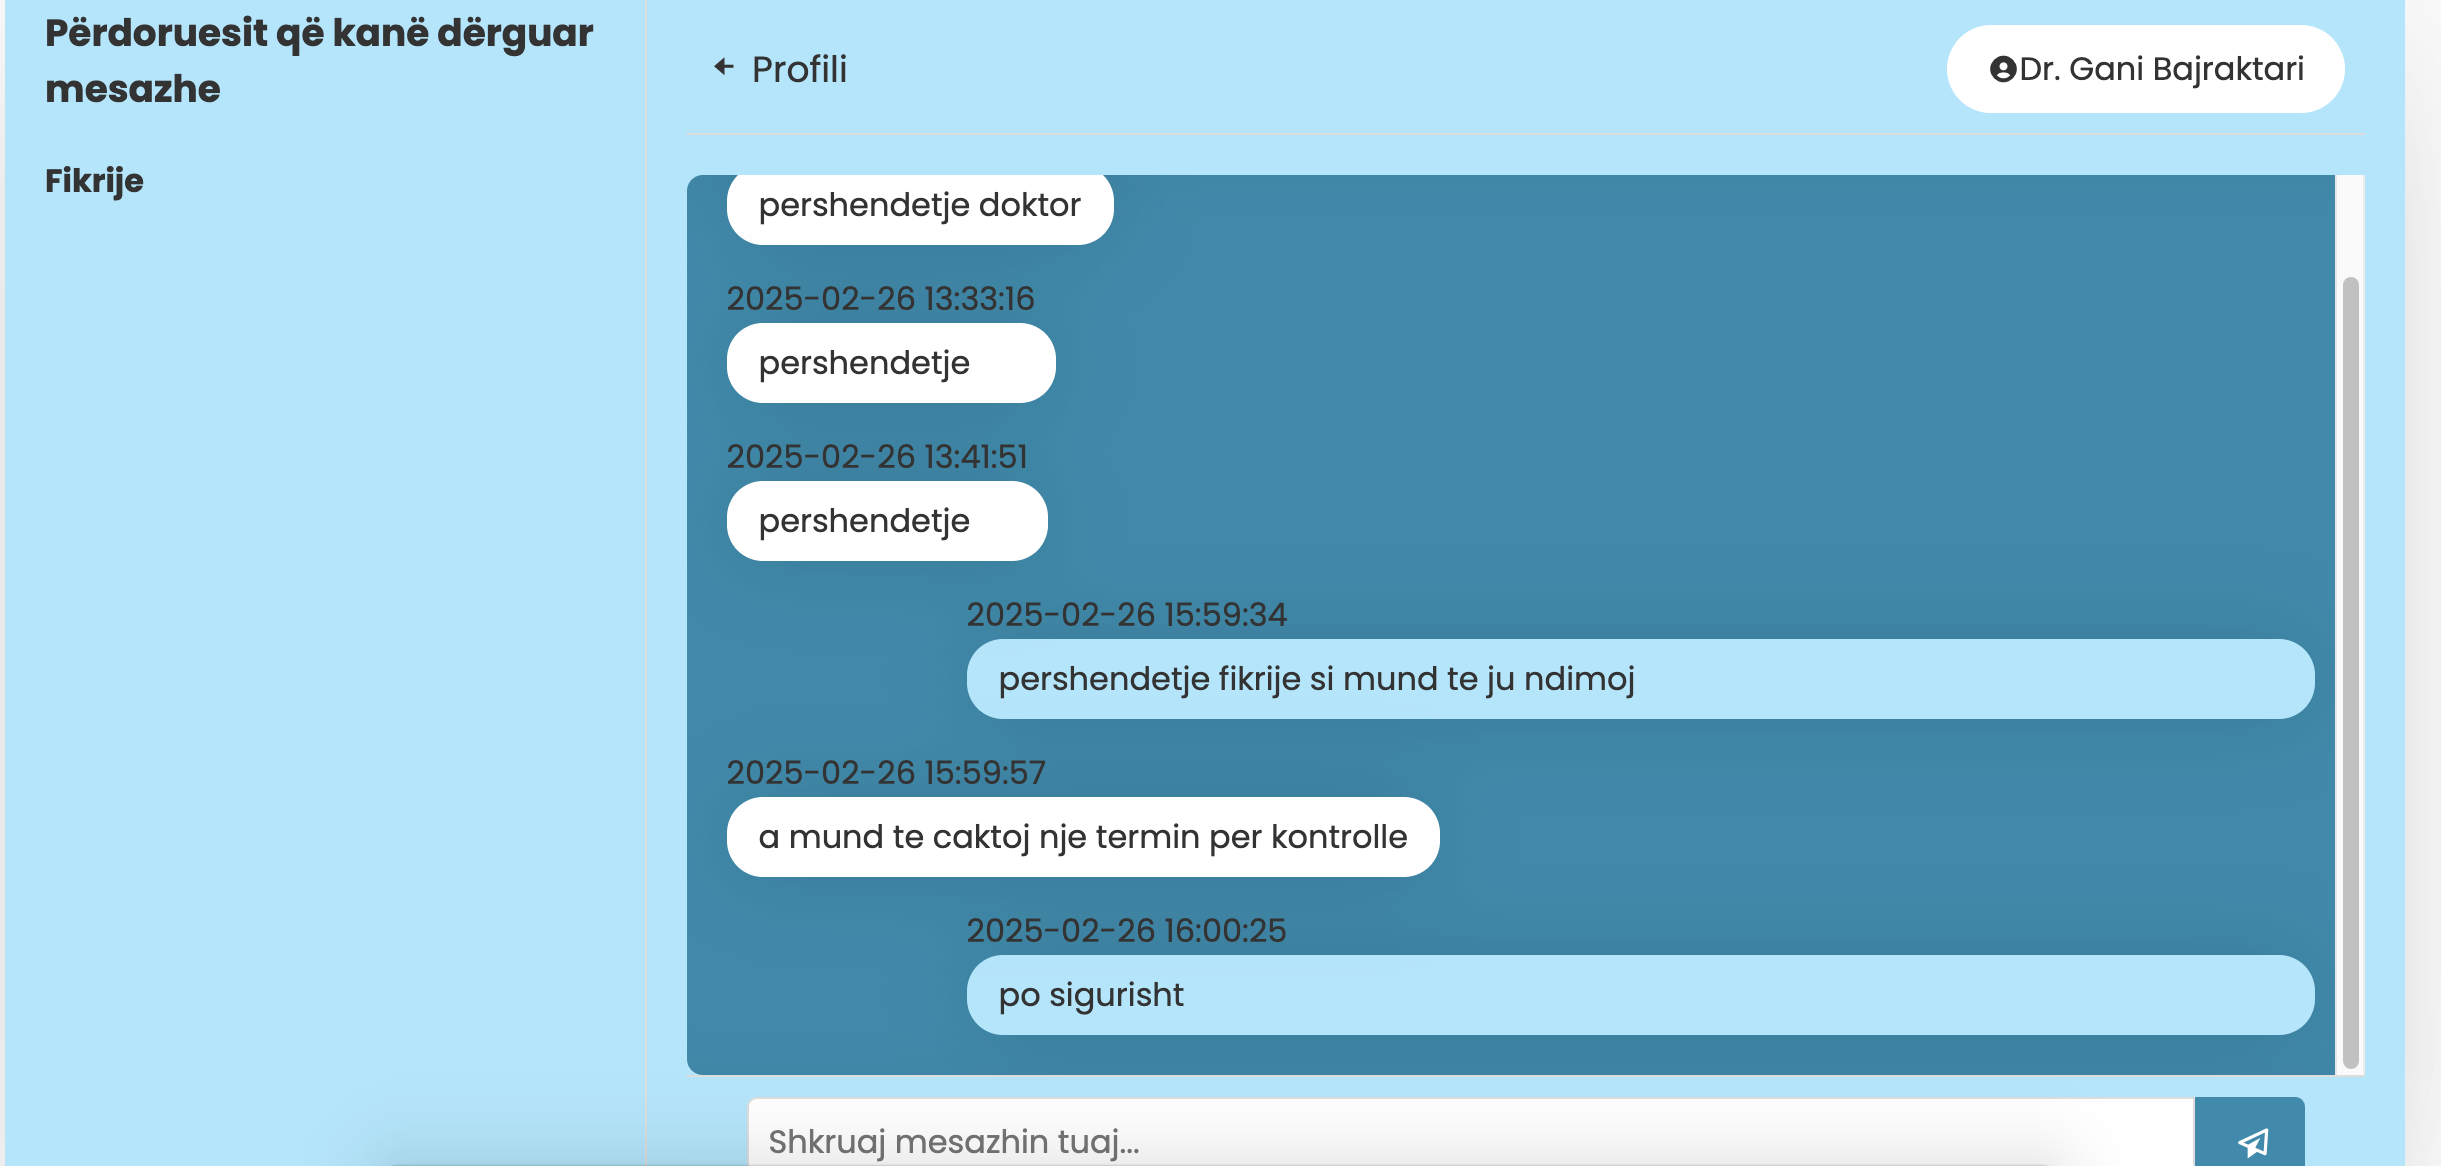 Përdoruesit që kanë dërguar
mesazhe
Fikrije
Profili
Dr. Gani Bajraktari
pershendetje doktor
2025-02-26 13:33:16
pershendetje
2025-02-26 13:41:51
pershendetje
2025-02-26 15:59:34
pershendetje fikrije si mund te ju ndimoj
2025-02-26 15:59:57
a mund te caktoj nje termin per kontrolle
2025-02-26 16:00:25
po sigurisht
Shkruaj mesazhin tuaj...